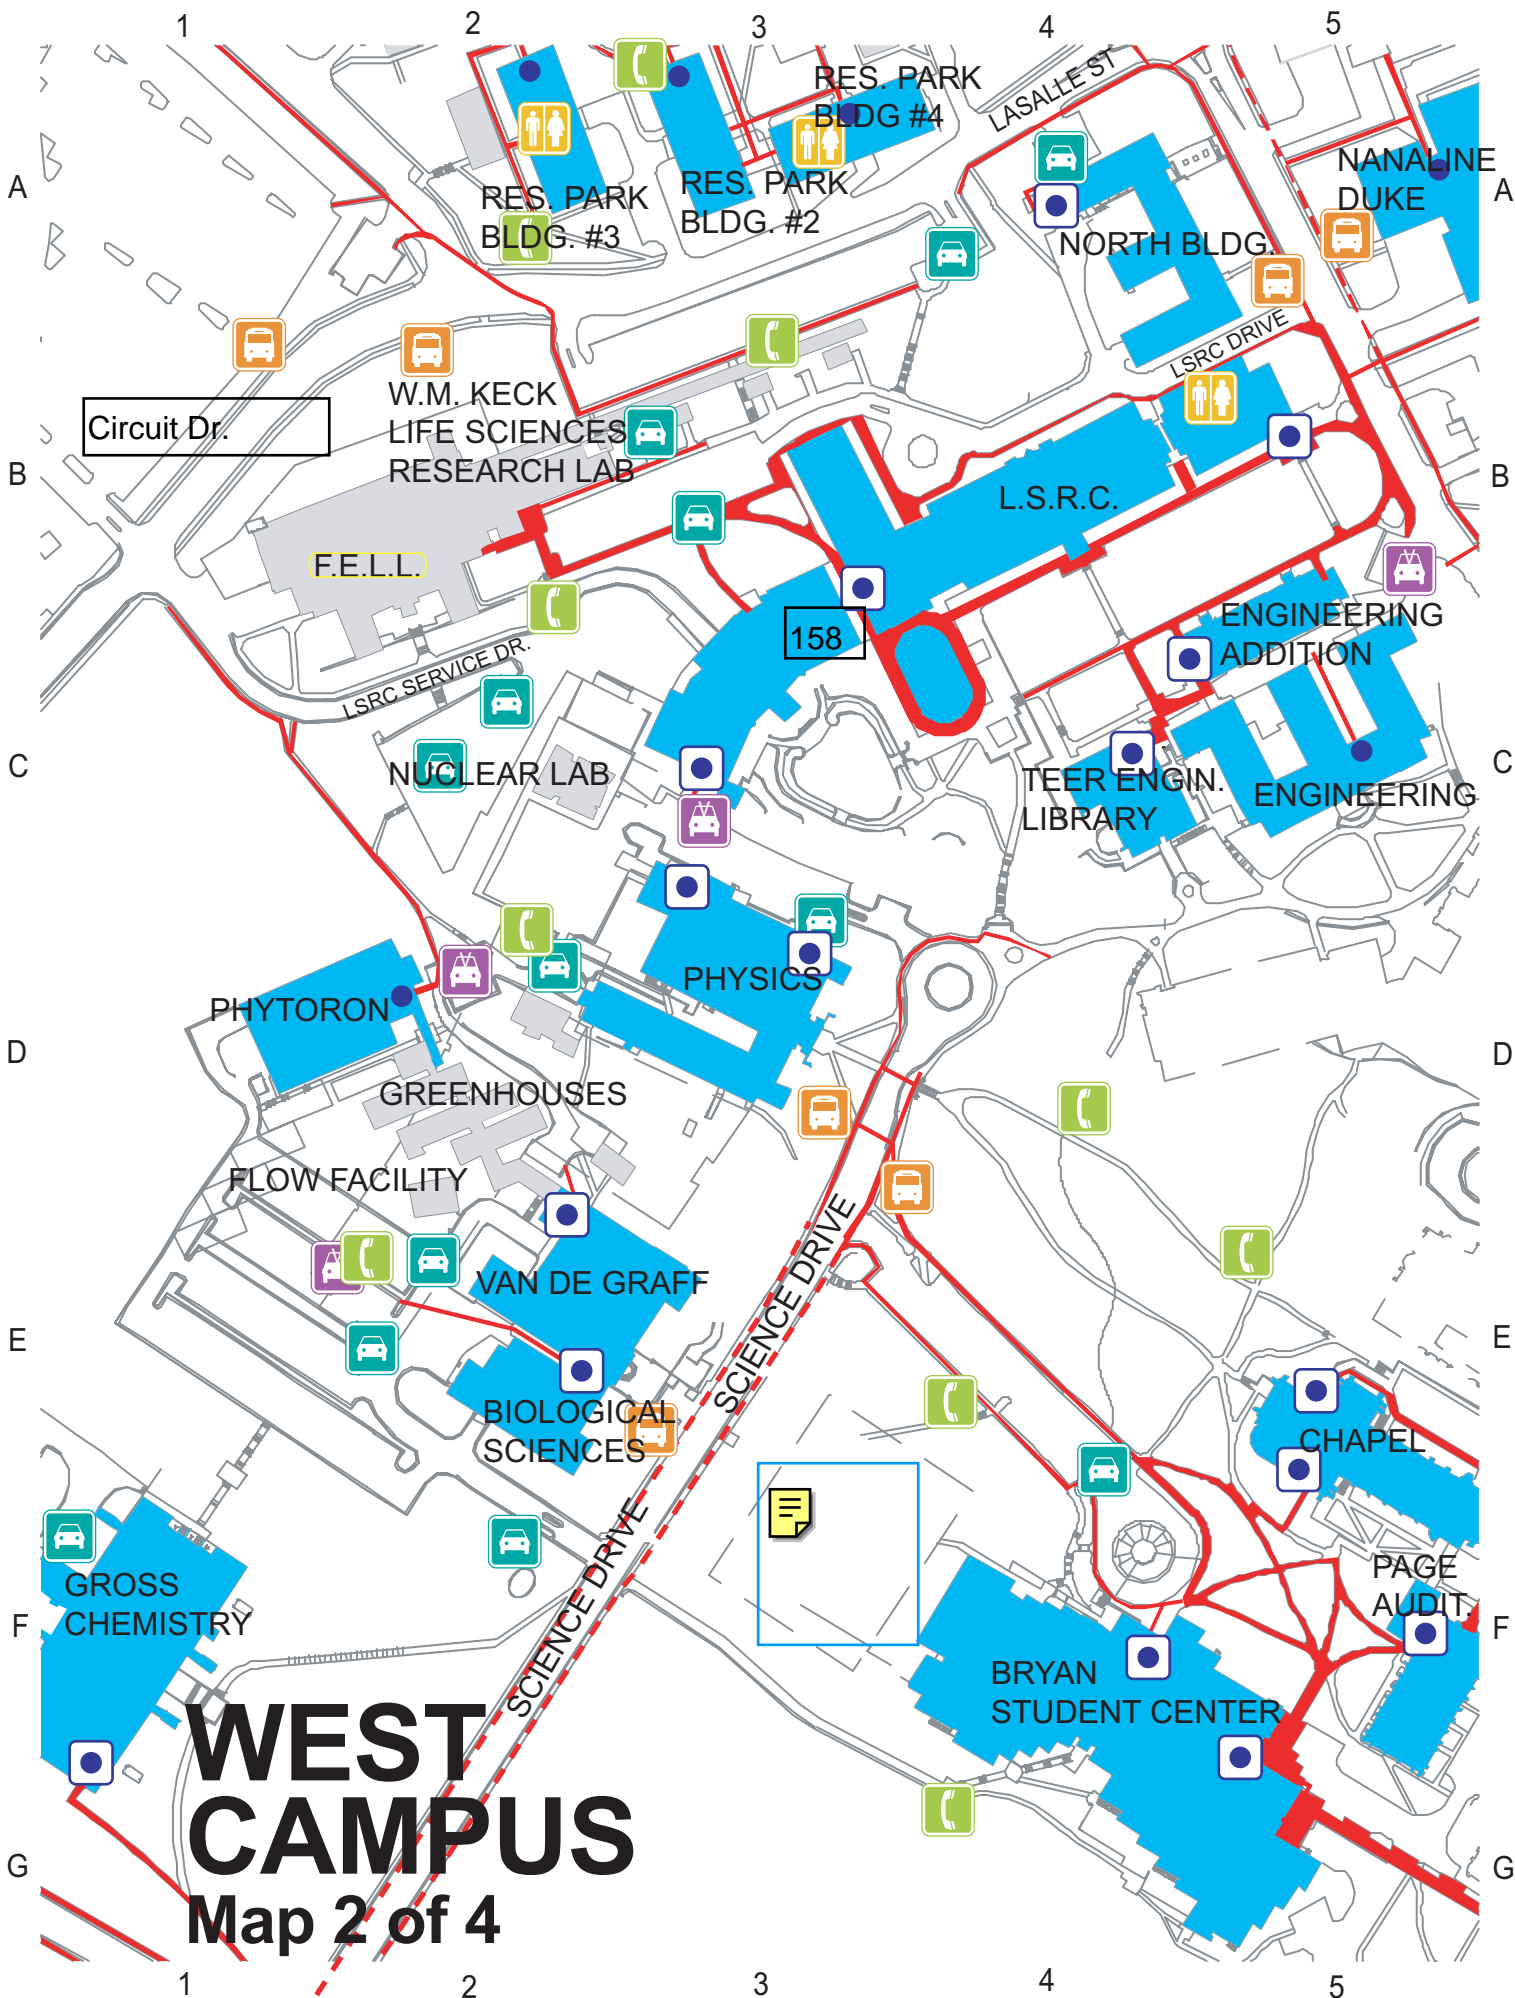 1
2
3
4
5
RES. PARK
BLDG #4
LASALLE ST
NANALINE
DUKE
A
A
RES. PARK
BLDG. #3
RES. PARK
BLDG. #2
NORTH BLDG.
LSRC DRIVE
W.M. KECK
LIFE SCIENCES
RESEARCH LAB
Circuit Dr.
B
B
L.S.R.C.
F.E.L.L.
ENGINEERING
ADDITION
158
LSRC SERVICE DR.
C
C
NUCLEAR LAB
TEER ENGIN.
LIBRARY
ENGINEERING
PHYSICS
PHYTORON
D
D
GREENHOUSES
FLOW FACILITY
VAN DE GRAFF
SCIENCE DRIVE
E
E
BIOLOGICAL
SCIENCES
CHAPEL
SCIENCE DRIVE
GROSS
CHEMISTRY
PAGE
AUDIT.
F
F
BRYAN
STUDENT CENTER
WEST
CAMPUS
Map 2 of 4
G
G
1
2
3
4
5